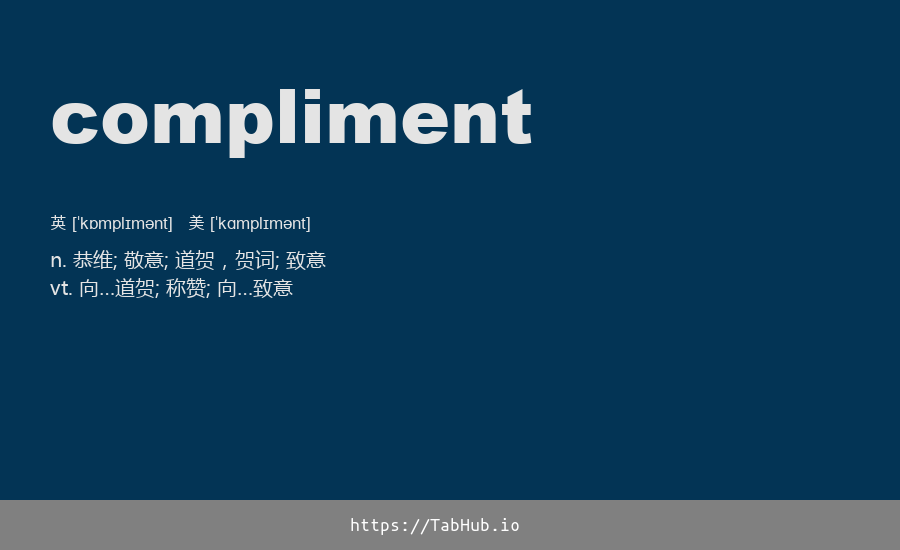 compliment
英 [ˈkɒmplɪmənt] 美 [ˈkɑmplɪmənt]
n. 恭维; 敬意; 道贺，贺词; 致意
vt. 向…道贺; 称赞; 向…致意
https://TabHub.io